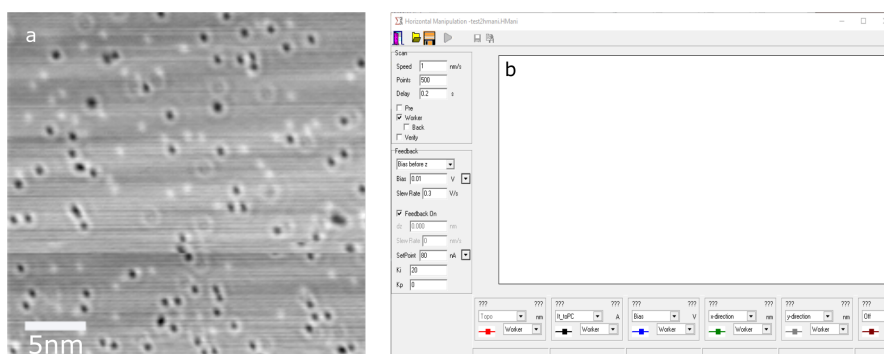 a
5nm
Horizontal Manipulation -test2hmani.HMani
b
Scan
Speed 1 nm/s
Points 500
Delay 0.2 s
Pre
Worker
Back
Verify
Feedback
Bias before z
Bias 0.01 V
Slew Rate 0.3 V/s
Feedback On
dz 0.000 nm
Slew Rate 0 nm/s
SetPoint 80 nA
Ki 20
Kp 0
??? ??? ??? ??? ??? ??? ??? ??? ??? ??? ???
Topo nm It_toPC A Bias V x-direction nm y-direction nm Off
Worker Worker Worker Worker Worker